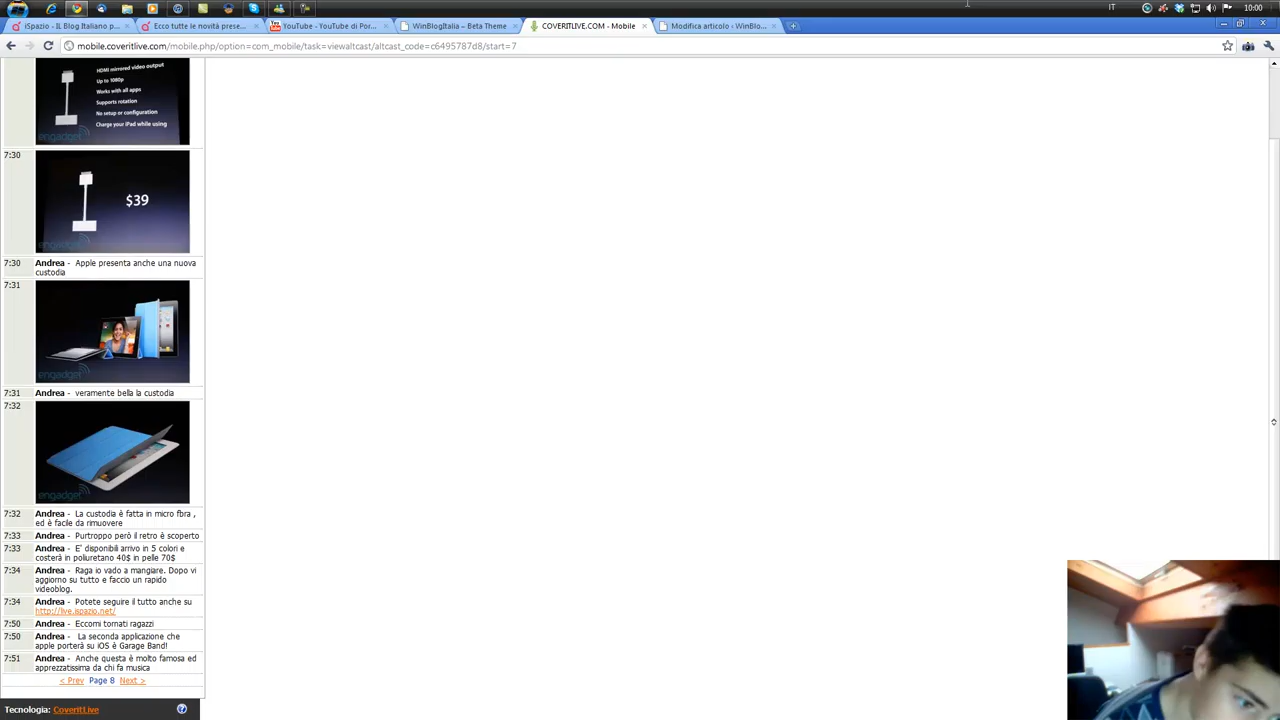 IT 10:00
iSpazio - IL Blog Italiano p... Ecco tutte le novità prese... YouTube - YouTube di Por... WinBlogItalia – Beta Theme COVERITLIVE.COM - Mobile Modifica articolo ‹ WinBlo...
mobile.coveritlive.com/mobile.php/option=com_mobile/task=viewaltcast/altcast_code=c6495787d8/start=7
HDMI mirrored video output
Up to 1080p
Works with all apps
Supports rotation
No setup or configuration
Charge your iPad while using
engadget
7:30
$39
engadget
7:30 Andrea - Apple presenta anche una nuova
custodia
7:31
engadget
7:31 Andrea - veramente bella la custodia
7:32
engadget
7:32 Andrea - La custodia è fatta in micro fbra ,
ed è facile da rimuovere
7:33 Andrea - Purtroppo però il retro è scoperto
7:33 Andrea - E' disponibili arrivo in 5 colori e
costerà in poliuretano 40$ in pelle 70$
7:34 Andrea - Raga io vado a mangiare. Dopo vi
aggiorno su tutto e faccio un rapido
videoblog.
7:34 Andrea - Potete seguire il tutto anche su
http://live.ispazio.net/
7:50 Andrea - Eccomi tornati ragazzi
7:50 Andrea - La seconda applicazione che
apple porterà su iOS è Garage Band!
7:51 Andrea - Anche questa è molto famosa ed
apprezzatissima da chi fa musica
< Prev Page 8 Next >
Tecnologia: CoveritLive ?